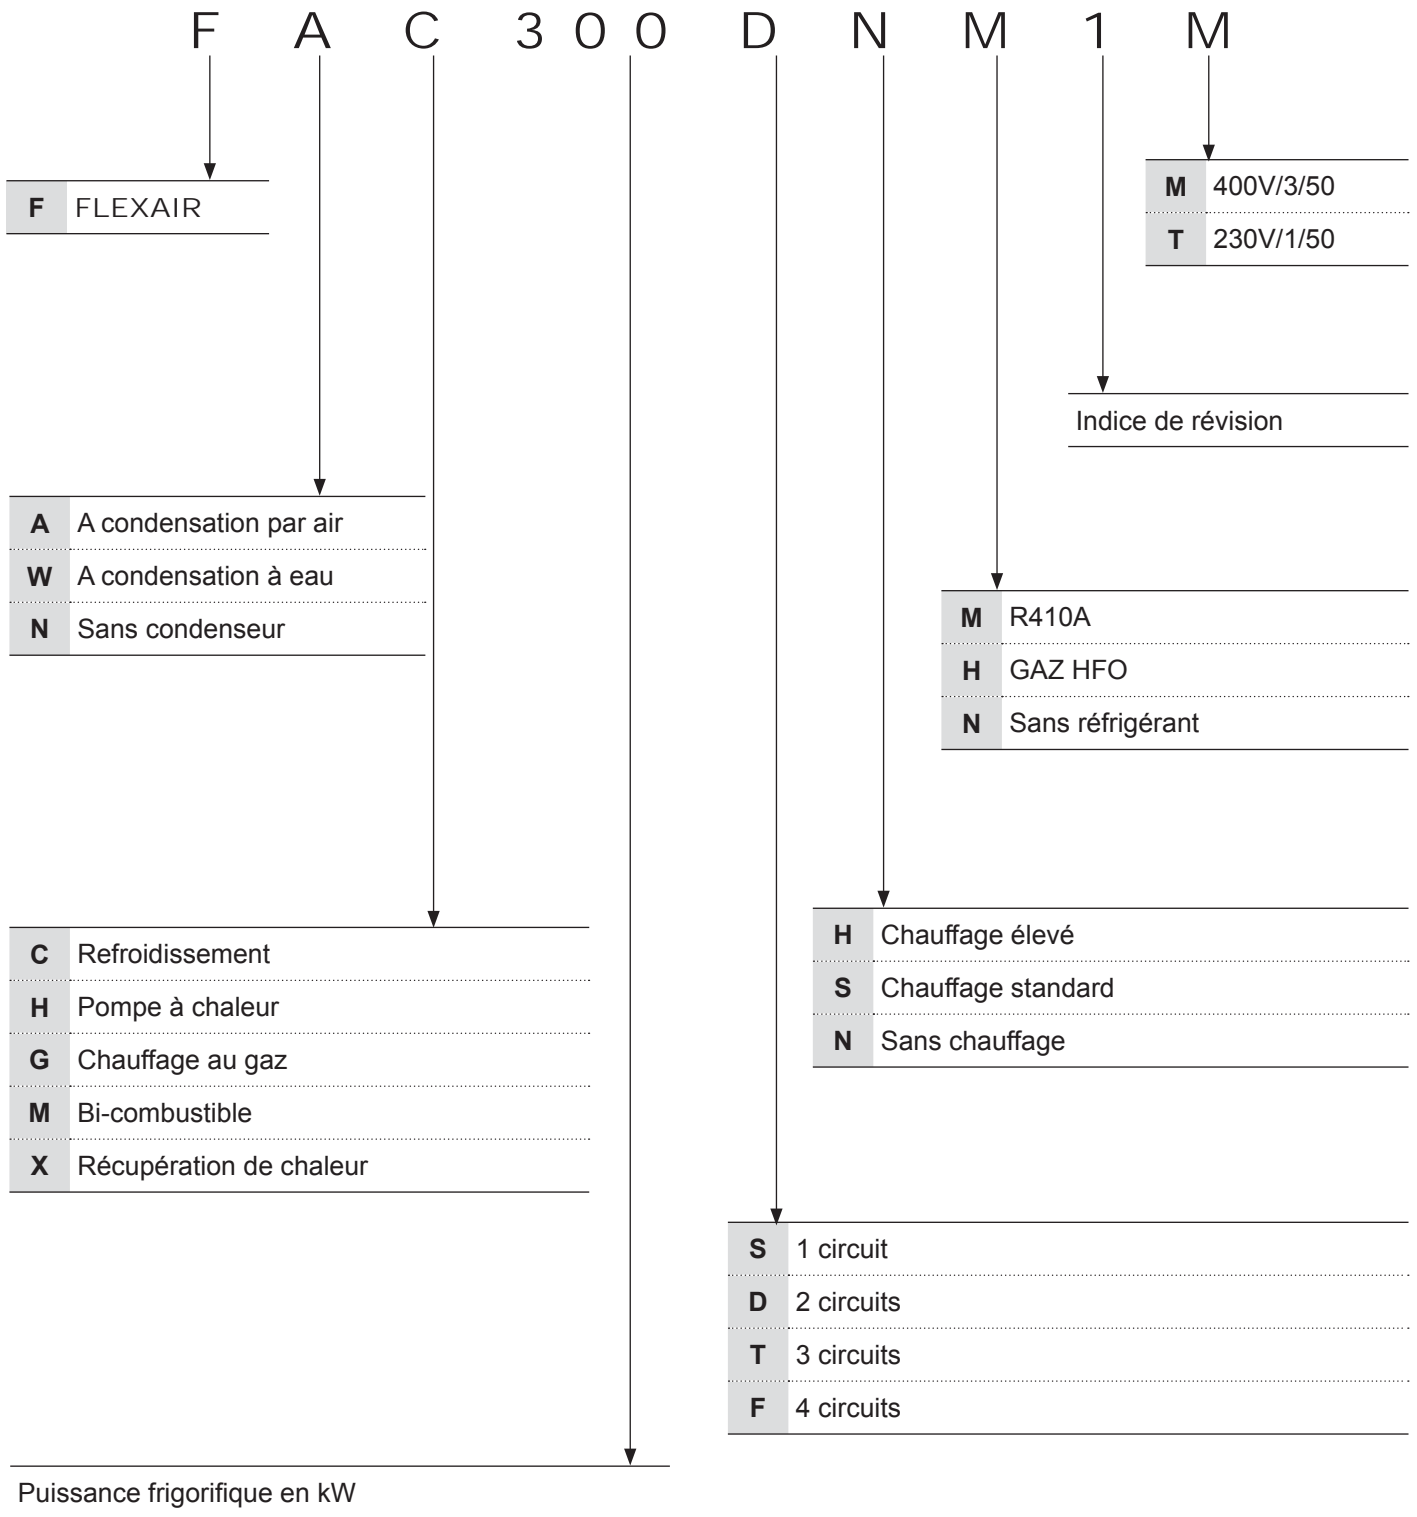 F A C 3 0 0 D N M 1 M
F FLEXAIR
M 400V/3/50
T 230V/1/50
Indice de révision
A A condensation par air
W A condensation à eau
N Sans condenseur
M R410A
H GAZ HFO
N Sans réfrigérant
C Refroidissement
H Pompe à chaleur
G Chauffage au gaz
M Bi-combustible
X Récupération de chaleur
H Chauffage élevé
S Chauffage standard
N Sans chauffage
S 1 circuit
D 2 circuits
T 3 circuits
F 4 circuits
Puissance frigorifique en kW